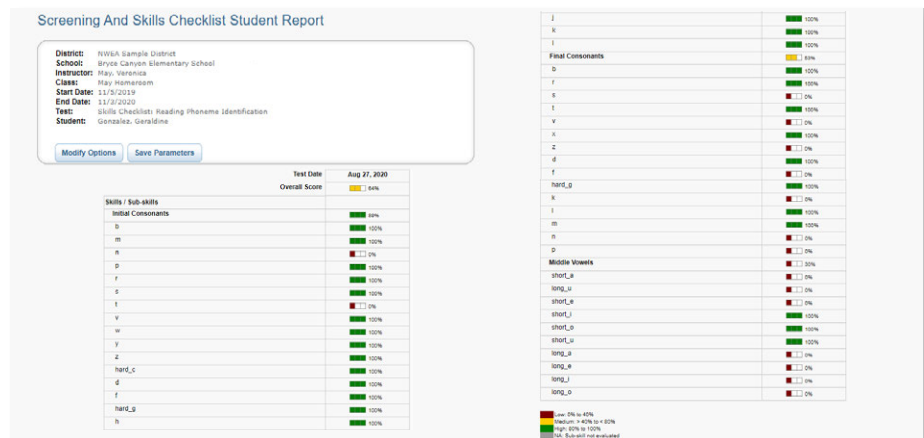 Screening And Skills Checklist Student Report
District: NWEA Sample District
School: Bryce Canyon Elementary School
Instructor: May, Veronica
Class: May Homeroom
Start Date: 11/5/2019
End Date: 11/3/2020
Test: Skills Checklist: Reading Phoneme Identification
Student: Gonzalez, Geraldine
Modify Options Save Parameters
Test Date Aug 27, 2020
Overall Score 64%
Skills / Sub-skills
Initial Consonants 89%
b 100%
m 100%
n 0%
p 100%
r 100%
s 100%
t 0%
v 100%
w 100%
y 100%
z 100%
hard_c 100%
d 100%
f 100%
hard_g 100%
h 100%
j 100%
k 100%
l 100%
Final Consonants
b 100%
r 100%
s 0%
t 100%
v 0%
x 100%
z 0%
d 100%
f 0%
hard_g 100%
k 0%
l 100%
m 100%
n 0%
p 0%
Middle Vowels 30%
short_a 0%
long_u 0%
short_e 0%
short_i 100%
short_o 100%
short_u 100%
long_a 0%
long_e 0%
long_i 0%
long_o 0%
Low: 0% to 40%
Medium: > 40% to < 80%
High: 80% to 100%
NA: Sub-skill not evaluated